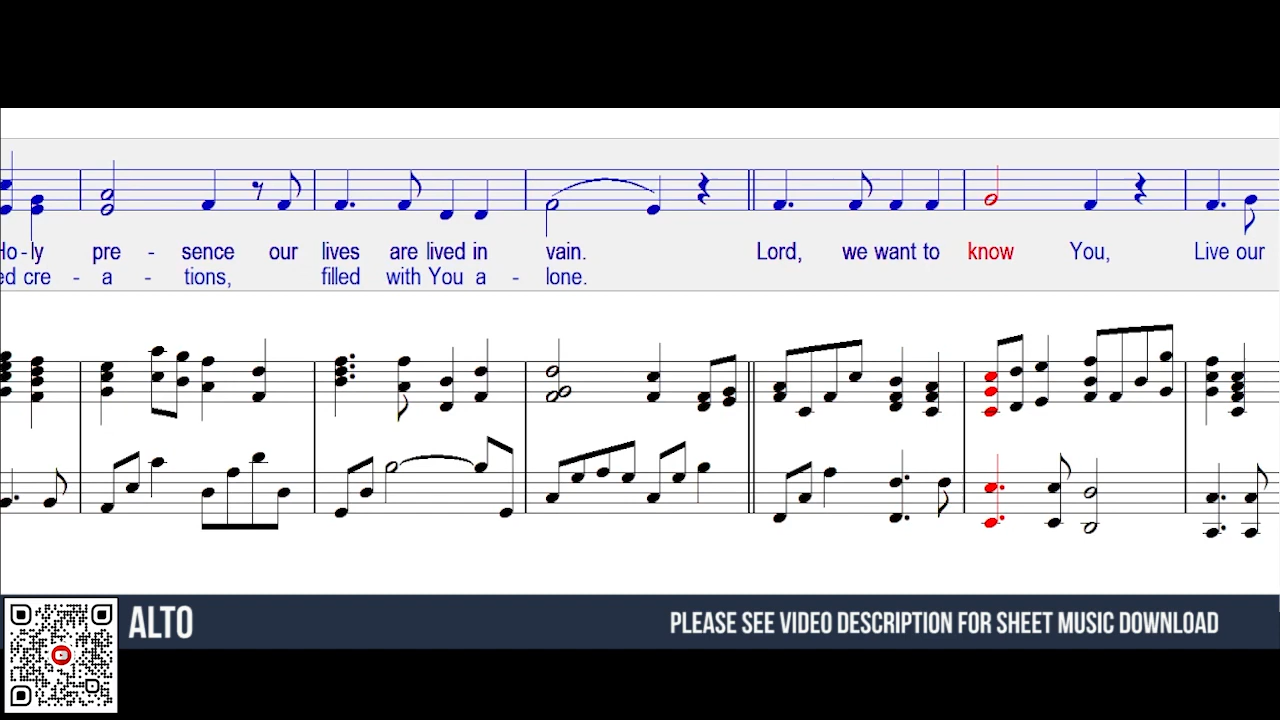 Ho - ly pre - sence our lives are lived in vain. Lord, we want to know You, Live our
ed cre - a - tions, filled with You a - lone.
ALTO
PLEASE SEE VIDEO DESCRIPTION FOR SHEET MUSIC DOWNLOAD